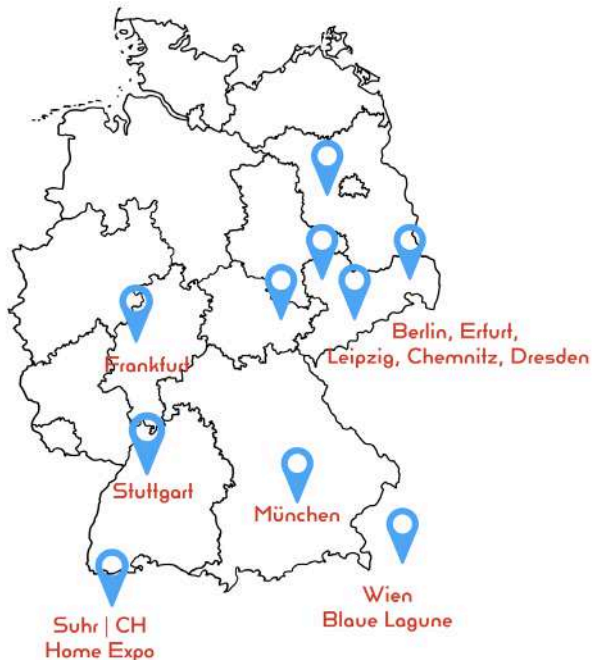 Berlin, Erfurt,
Leipzig, Chemnitz, Dresden
Frankfurt
Stuttgart
München
Wien
Blaue Lagune
Suhr | CH
Home Expo